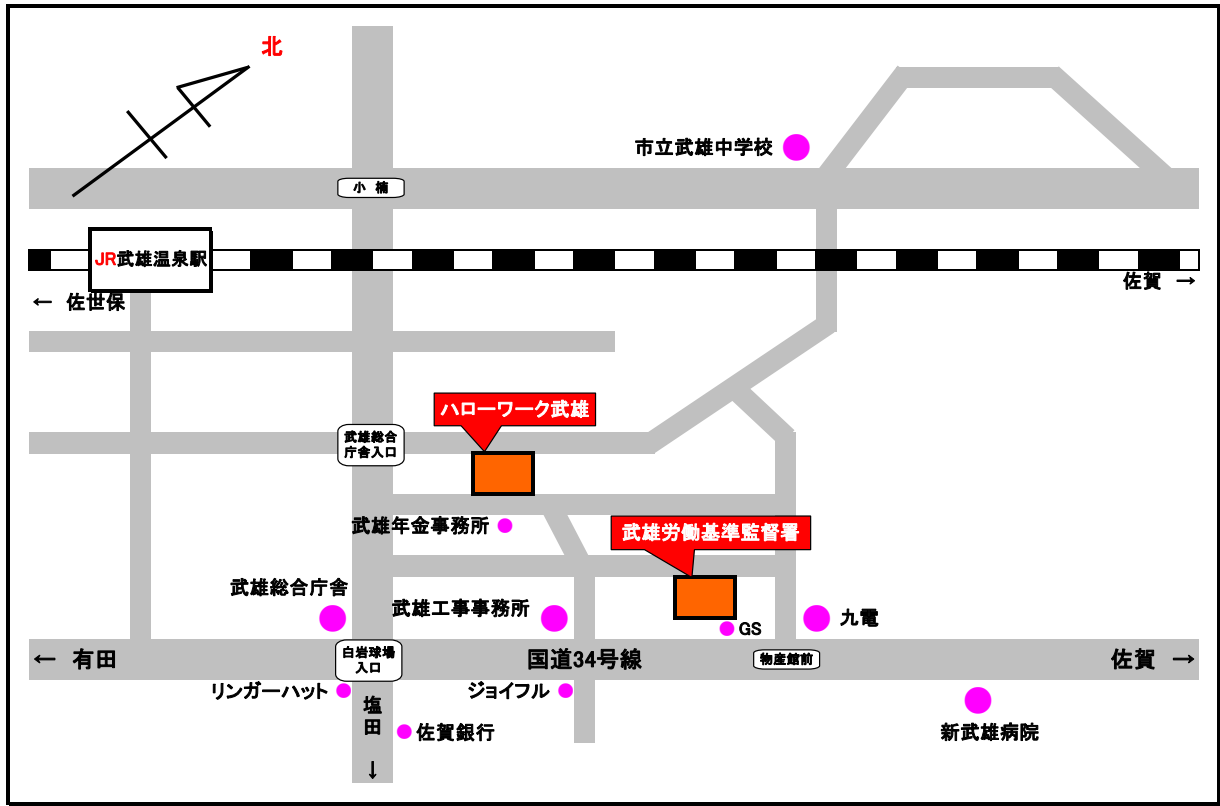 北
市立武雄中学校
小 楠
JR武雄温泉駅
佐賀 →
← 佐世保
ハローワーク武雄
武雄総合
庁舎入口
武雄年金事務所
武雄労働基準監督署
武雄総合庁舎
武雄工事事務所
九電
GS
← 有田
白岩球場
入口
国道34号線
物産館前
佐賀 →
リンガーハット
ジョイフル
塩
田
↓
佐賀銀行
新武雄病院